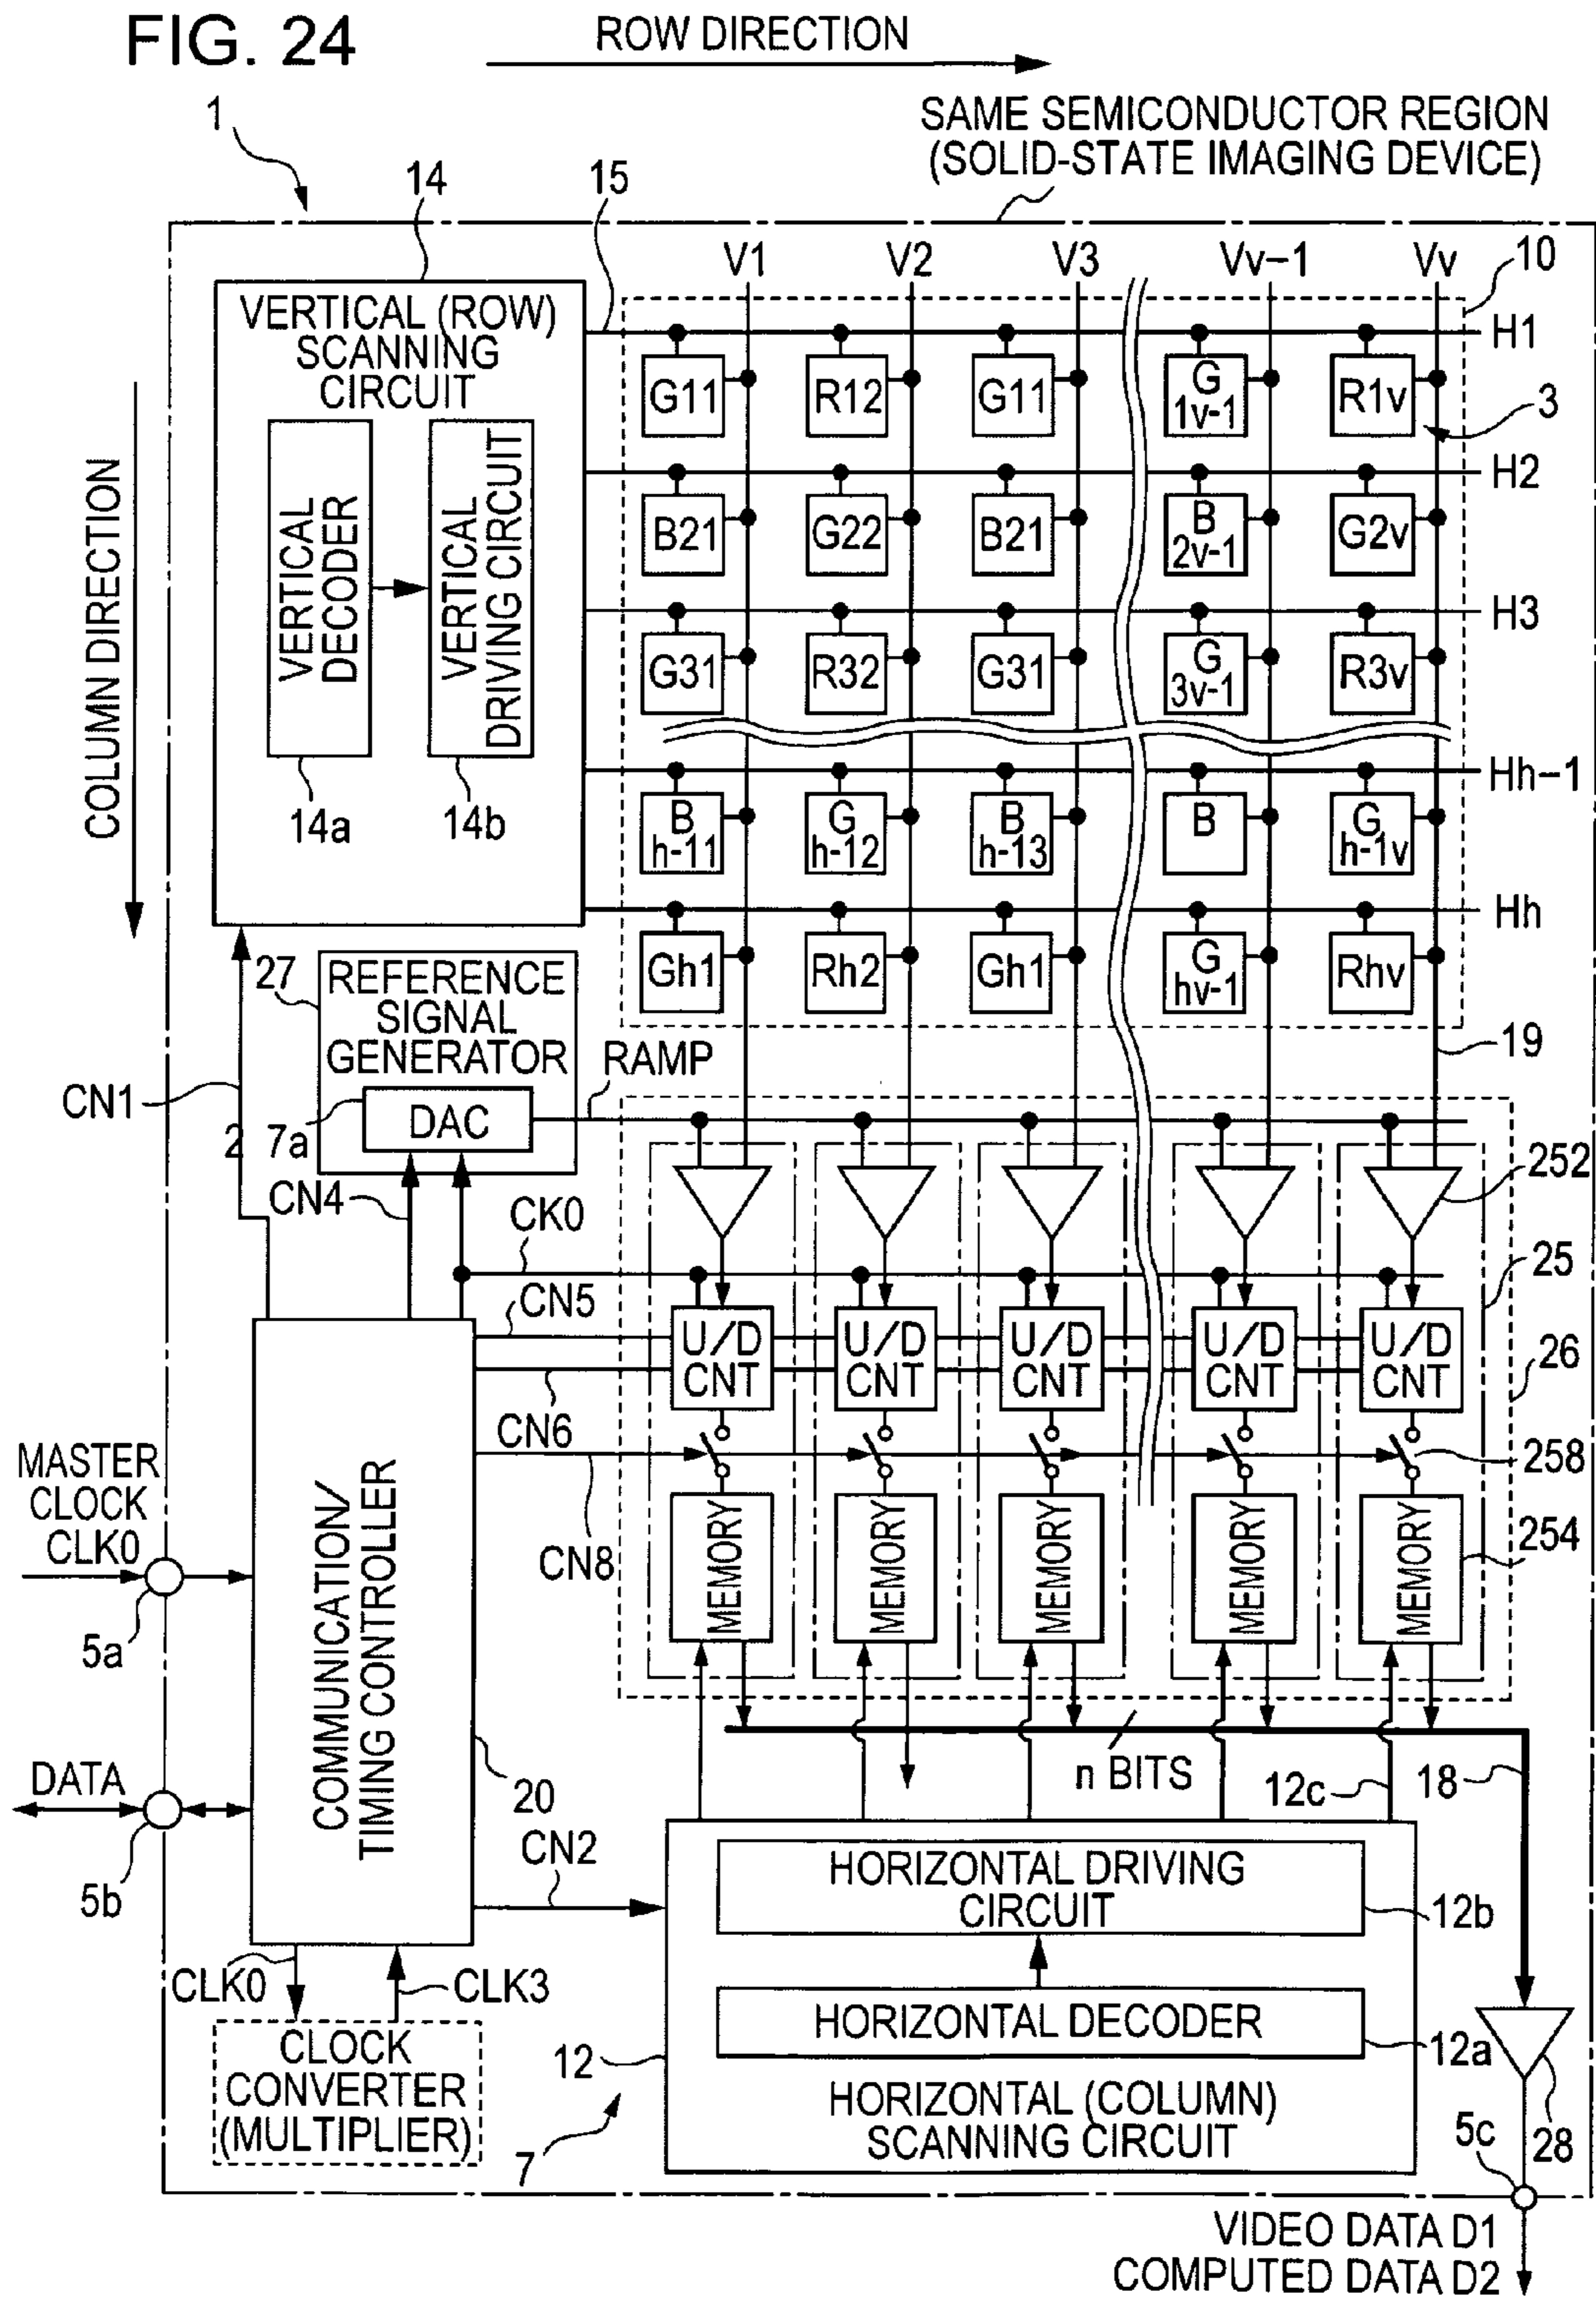 FIG. 24
ROW DIRECTION
1
SAME SEMICONDUCTOR REGION
(SOLID-STATE IMAGING DEVICE)
14
15
V1
V2
V3
Vv-1
Vv
10
VERTICAL (ROW)
SCANNING
CIRCUIT
VERTICAL
DECODER
VERTICAL
DRIVING CIRCUIT
14a
14b
COLUMN DIRECTION
H1
G11
R12
G11
G
1v-1
R1v
3
H2
B21
G22
B21
B
2v-1
G2v
H3
G31
R32
G31
G
3v-1
R3v
Hh-1
B
h-11
G
h-12
B
h-13
B
G
h-1v
Hh
Gh1
Rh2
Gh1
G
hv-1
Rhv
19
27
REFERENCE
SIGNAL
GENERATOR
RAMP
CN1
2 7a
DAC
CN4
CK0
252
CN5
25
U/D
CNT
U/D
CNT
U/D
CNT
U/D
CNT
U/D
CNT
26
CN6
258
CN8
MEMORY
MEMORY
MEMORY
MEMORY
MEMORY
254
MASTER
CLOCK
CLK0
5a
COMMUNICATION/
TIMING CONTROLLER
DATA
5b
20
n BITS
12c
18
CN2
HORIZONTAL DRIVING
CIRCUIT
12b
HORIZONTAL DECODER
12a
HORIZONTAL (COLUMN)
SCANNING CIRCUIT
12
7
CLK0
CLK3
CLOCK
CONVERTER
(MULTIPLIER)
28
5c
VIDEO DATA D1
COMPUTED DATA D2